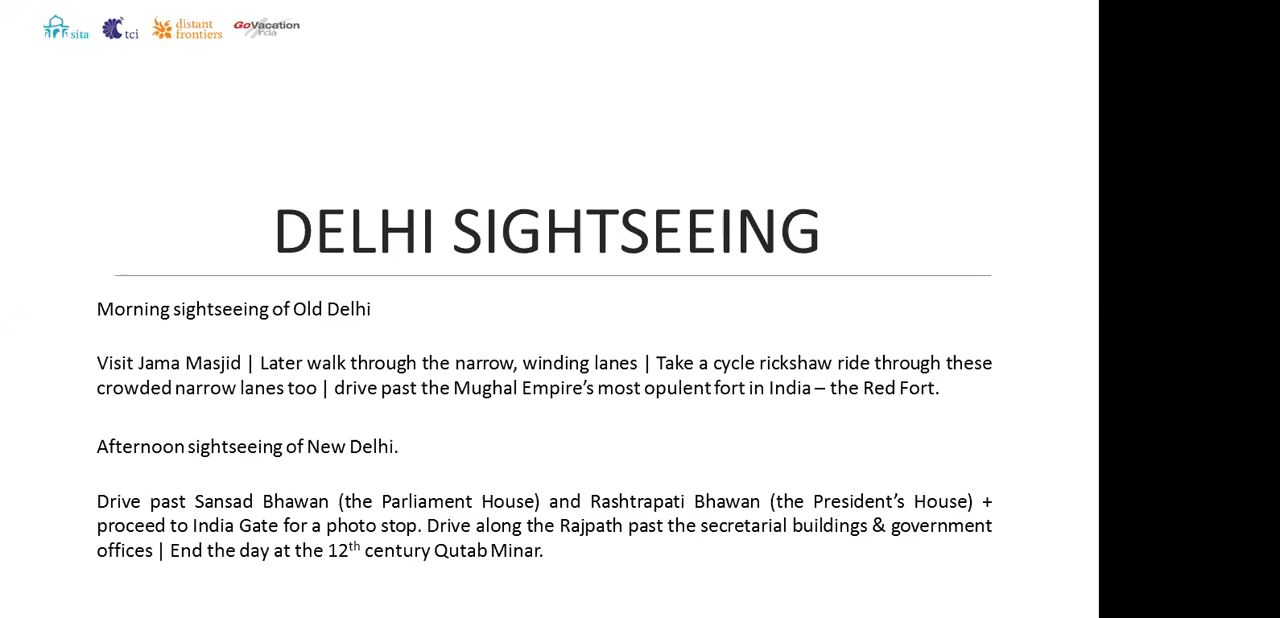 sita tci distant frontiers GoVacation India
DELHI SIGHTSEEING
Morning sightseeing of Old Delhi
Visit Jama Masjid | Later walk through the narrow, winding lanes | Take a cycle rickshaw ride through these
crowded narrow lanes too | drive past the Mughal Empire’s most opulent fort in India – the Red Fort.
Afternoon sightseeing of New Delhi.
Drive past Sansad Bhawan (the Parliament House) and Rashtrapati Bhawan (the President’s House) +
proceed to India Gate for a photo stop. Drive along the Rajpath past the secretarial buildings & government
offices | End the day at the 12th century Qutab Minar.